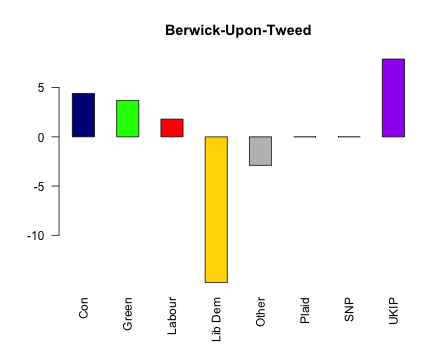 Berwick-Upon-Tweed
5
0
-5
-10
Con
Green
Labour
Lib Dem
Other
Plaid
SNP
UKIP